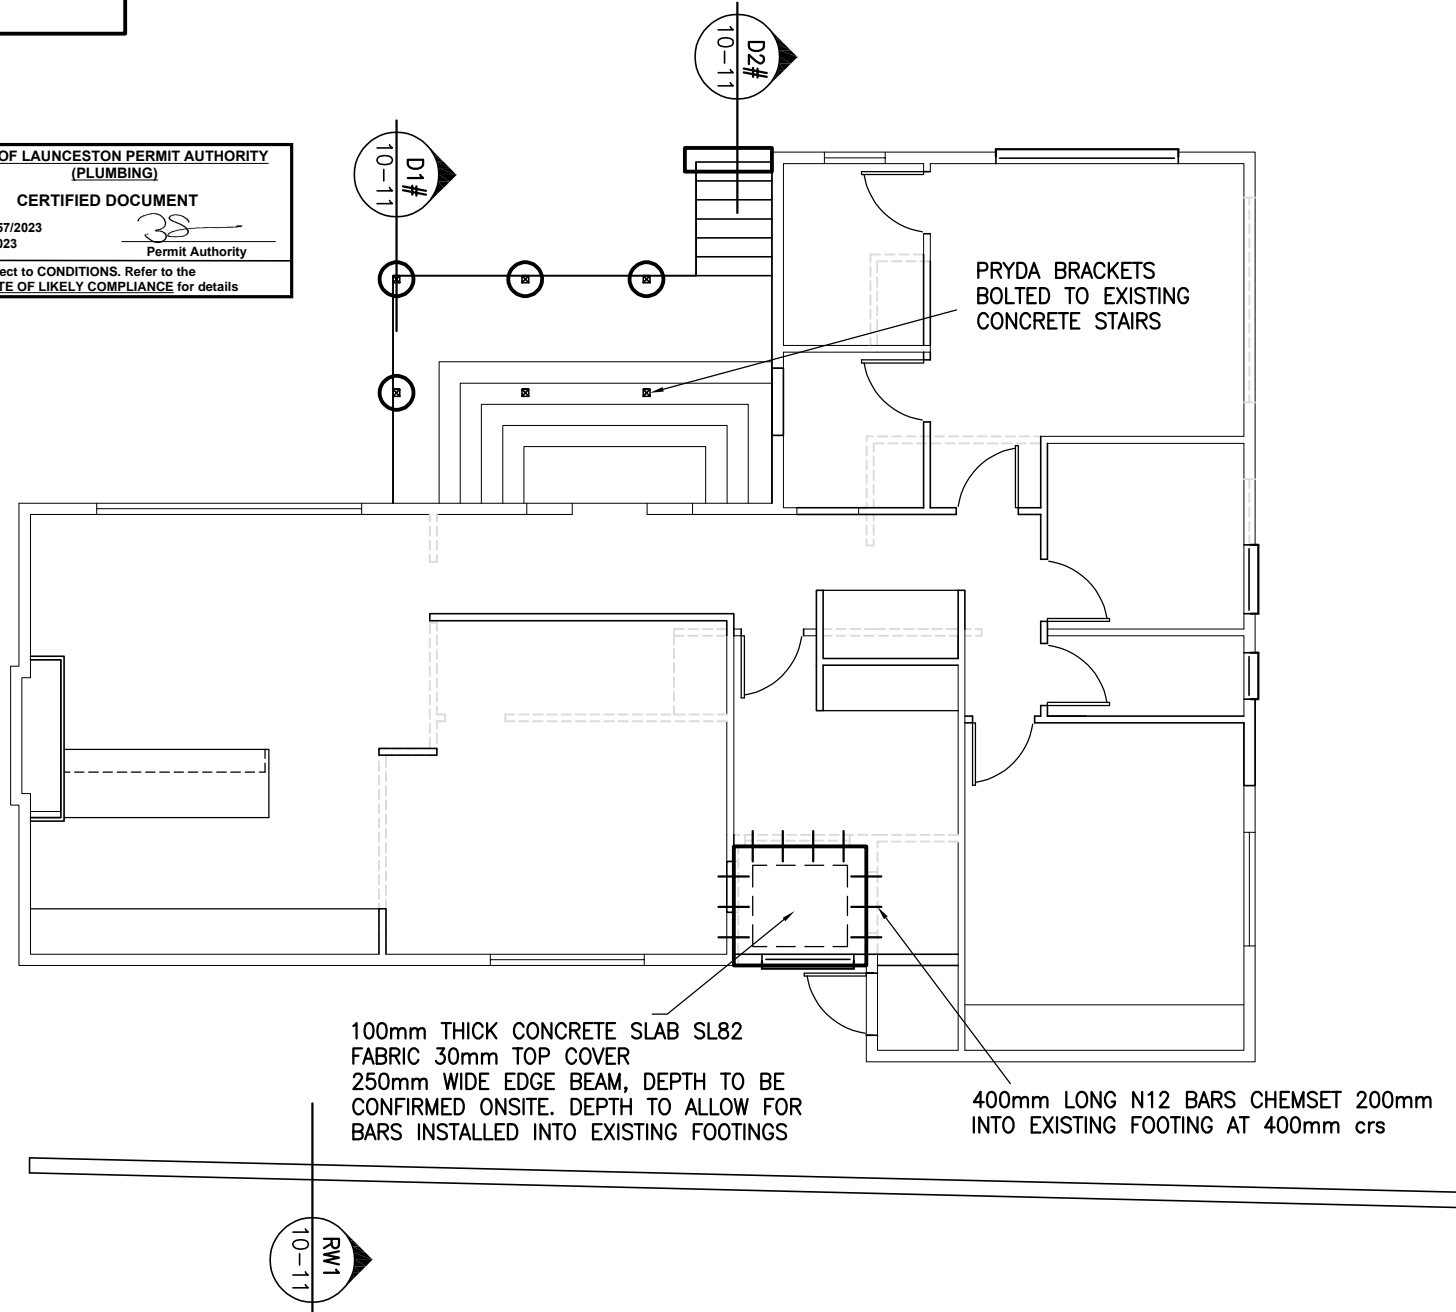 D2#
10-11
D1#
10-11
OF LAUNCESTON PERMIT AUTHORITY
(PLUMBING)
CERTIFIED DOCUMENT
57/2023
023
Permit Authority
ect to CONDITIONS. Refer to the
TE OF LIKELY COMPLIANCE for details
PRYDA BRACKETS
BOLTED TO EXISTING
CONCRETE STAIRS
100mm THICK CONCRETE SLAB SL82
FABRIC 30mm TOP COVER
250mm WIDE EDGE BEAM, DEPTH TO BE
CONFIRMED ONSITE. DEPTH TO ALLOW FOR
BARS INSTALLED INTO EXISTING FOOTINGS
400mm LONG N12 BARS CHEMSET 200mm
INTO EXISTING FOOTING AT 400mm crs
RW1
10-11